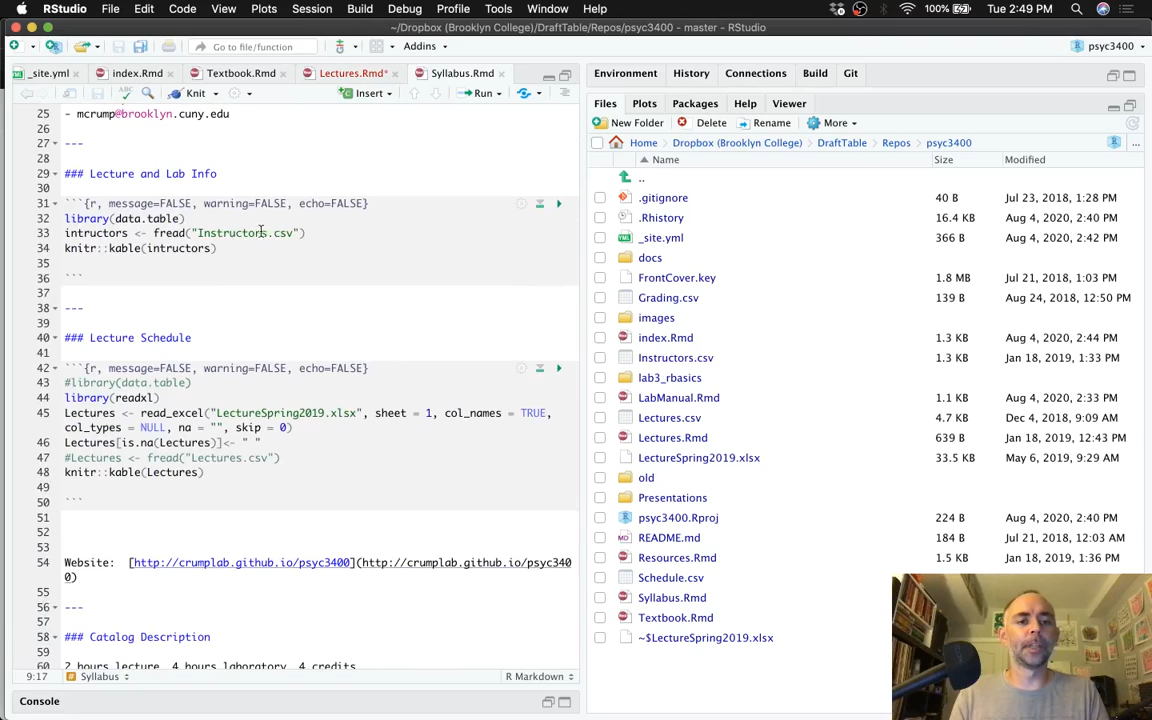 RStudio File Edit Code View Plots Session Build Debug Profile Tools Window Help 100% Tue 2:49 PM
~/Dropbox (Brooklyn College)/DraftTable/Repos/psyc3400 - master - RStudio
Go to file/function Addins psyc3400
_site.yml index.Rmd Textbook.Rmd Lectures.Rmd* Syllabus.Rmd
Knit Insert Run
25 - mcrump@brooklyn.cuny.edu
26
27 ---
28
29 ### Lecture and Lab Info
30
31 ```{r, message=FALSE, warning=FALSE, echo=FALSE}
32 library(data.table)
33 intructors <- fread("Instructors.csv")
34 knitr::kable(intructors)
35
36 ```
37
38 ---
39
40 ### Lecture Schedule
41
42 ```{r, message=FALSE, warning=FALSE, echo=FALSE}
43 #library(data.table)
44 library(readxl)
45 Lectures <- read_excel("LectureSpring2019.xlsx", sheet = 1, col_names = TRUE,
col_types = NULL, na = "", skip = 0)
46 Lectures[is.na(Lectures)]<- " "
47 #Lectures <- fread("Lectures.csv")
48 knitr::kable(Lectures)
49
50 ```
51
52
53
54 Website: [http://crumplab.github.io/psyc3400](http://crumplab.github.io/psyc340
0)
55
56 ---
57
58 ### Catalog Description
59
60 2 hours lecture, 4 hours laboratory, 4 credits
9:17 Syllabus R Markdown
Console
Environment History Connections Build Git
Files Plots Packages Help Viewer
New Folder Delete Rename More
Home Dropbox (Brooklyn College) DraftTable Repos psyc3400 ...
Name Size Modified
..
.gitignore 40 B Jul 23, 2018, 1:28 PM
.Rhistory 16.4 KB Aug 4, 2020, 2:33 PM
_site.yml 366 B Aug 4, 2020, 2:42 PM
docs
FrontCover.key 1.8 MB Jul 21, 2018, 1:03 PM
Grading.csv 139 B Aug 24, 2018, 12:50 PM
images
index.Rmd 1.3 KB Aug 4, 2020, 2:44 PM
Instructors.csv 1.3 KB Jan 18, 2019, 1:33 PM
lab3_rbasics
LabManual.Rmd 1.1 KB Aug 4, 2020, 2:33 PM
Lectures.csv 4.7 KB Dec 4, 2018, 9:09 AM
Lectures.Rmd 639 B Jan 18, 2019, 12:43 PM
LectureSpring2019.xlsx 33.5 KB May 6, 2019, 9:29 AM
old
Presentations
psyc3400.Rproj 224 B Aug 4, 2020, 2:40 PM
README.md 184 B Jul 21, 2018, 12:03 AM
Resources.Rmd 1.5 KB Jan 18, 2019, 1:36 PM
Schedule.csv
Syllabus.Rmd
Textbook.Rmd
~$LectureSpring2019.xlsx